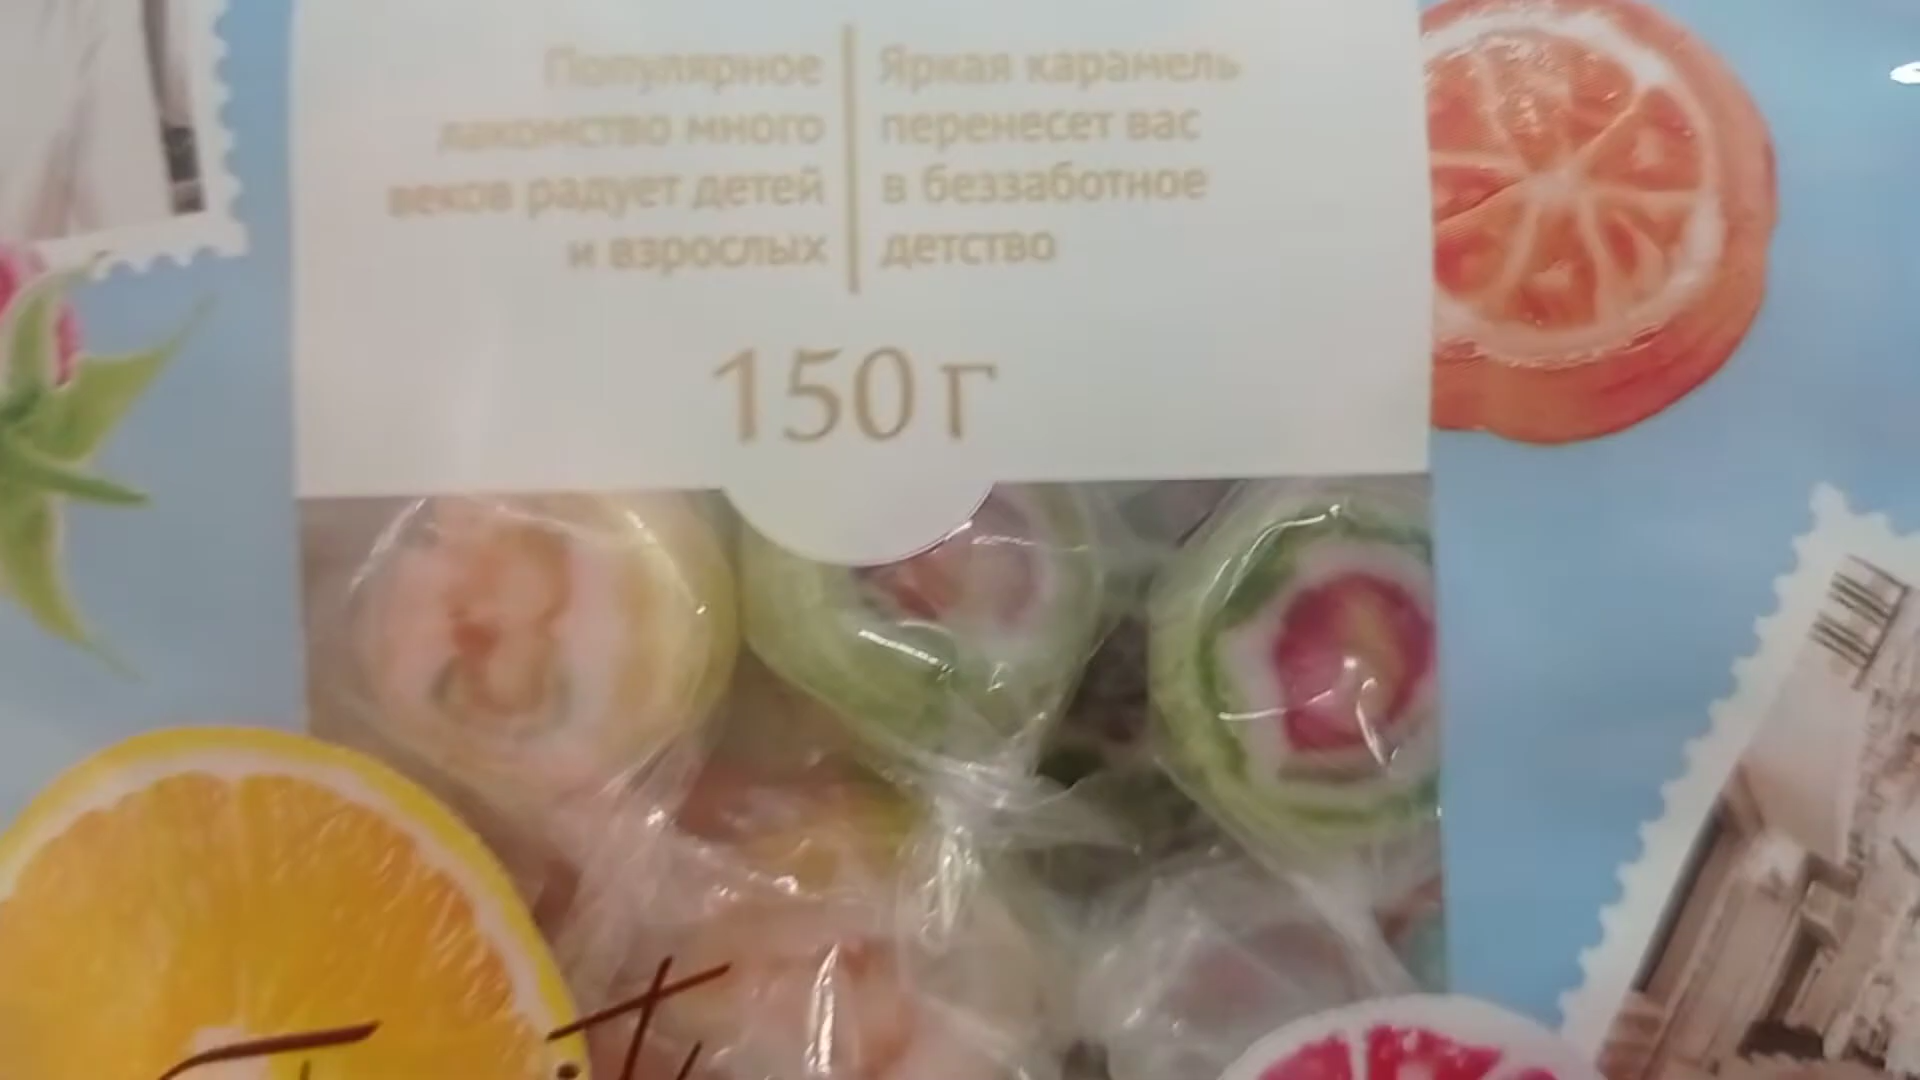 Популярное
лакомство много
веков радует детей
и взрослых
Яркая карамель
перенесет вас
в беззаботное
детство
150 г